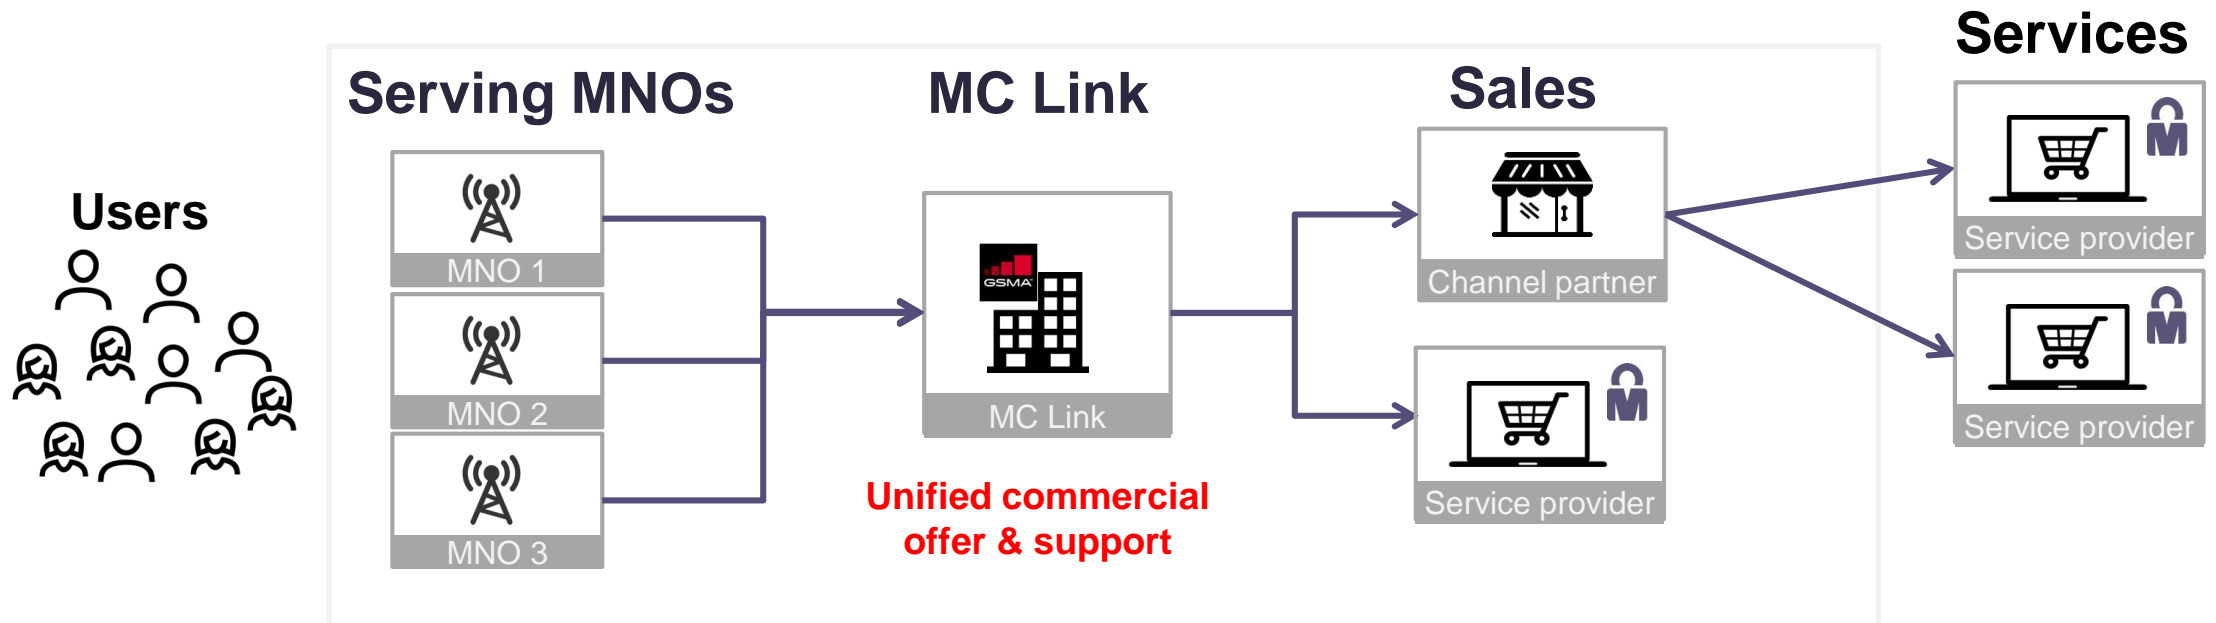 Services
Serving MNOs
MC Link
Sales
Users
MNO 1
MNO 2
MNO 3
GSMA
MC Link
Unified commercial
offer & support
Channel partner
Service provider
Service provider
Service provider